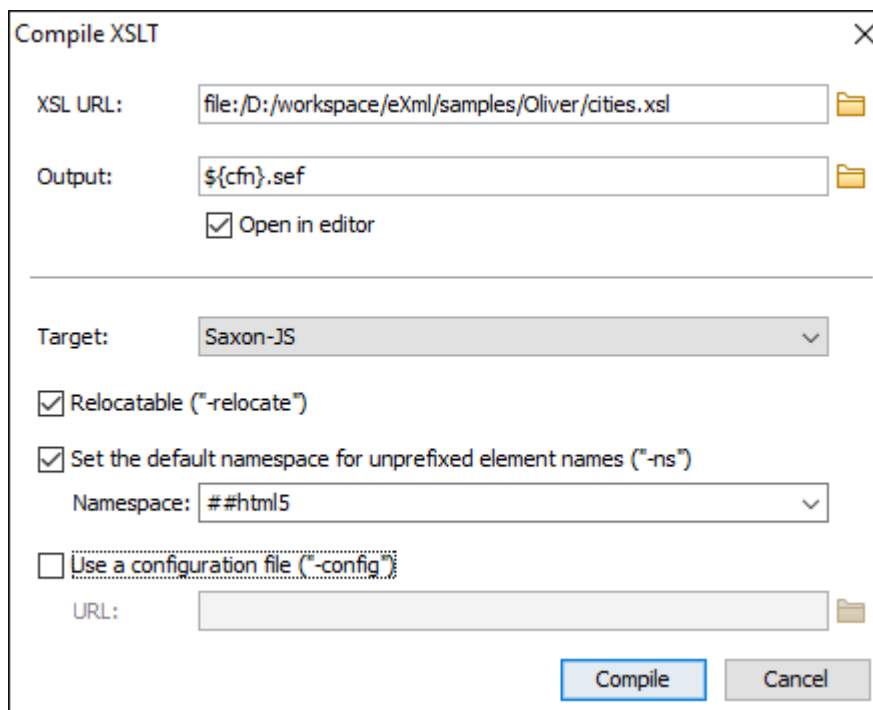 Compile XSLT
XSL URL: file:/D:/workspace/eXml/samples/Oliver/cities.xsl
Output: ${cfn}.sef
Open in editor
Target: Saxon-JS
Relocatable ("-relocate")
Set the default namespace for unprefixed element names ("-ns")
Namespace: ##html5
Use a configuration file ("-config")
URL:
Compile Cancel